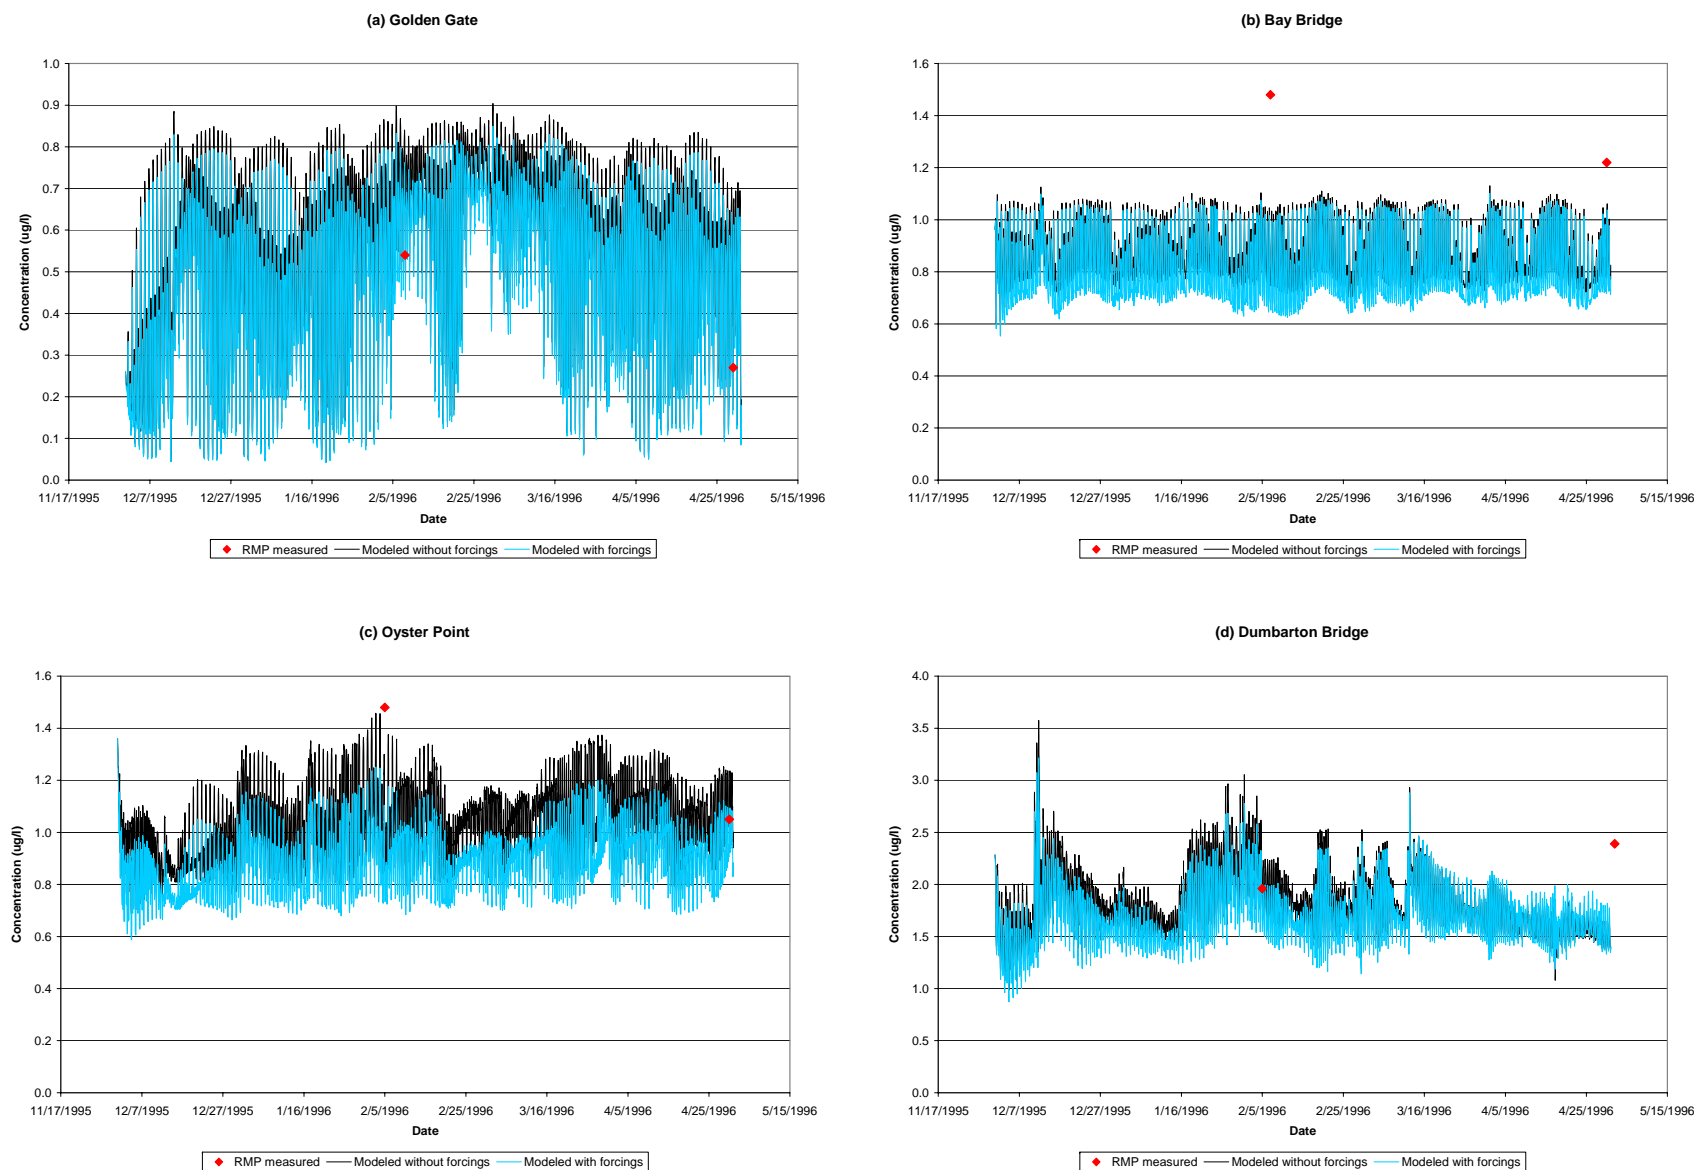 (a) Golden Gate
1.0
0.9
0.8
0.7
0.6
0.5
0.4
0.3
0.2
0.1
0.0
Concentration (ug/l)
11/17/1995 12/7/1995 12/27/1995 1/16/1996 2/5/1996 2/25/1996 3/16/1996 4/5/1996 4/25/1996 5/15/1996
Date
RMP measured Modeled without forcings Modeled with forcings
(b) Bay Bridge
1.6
1.4
1.2
1.0
0.8
0.6
0.4
0.2
0.0
Concentration (ug/l)
11/17/1995 12/7/1995 12/27/1995 1/16/1996 2/5/1996 2/25/1996 3/16/1996 4/5/1996 4/25/1996 5/15/1996
Date
RMP measured Modeled without forcings Modeled with forcings
(c) Oyster Point
1.6
1.4
1.2
1.0
0.8
0.6
0.4
0.2
0.0
Concentration (ug/l)
11/17/1995 12/7/1995 12/27/1995 1/16/1996 2/5/1996 2/25/1996 3/16/1996 4/5/1996 4/25/1996 5/15/1996
Date
RMP measured Modeled without forcings Modeled with forcings
(d) Dumbarton Bridge
4.0
3.5
3.0
2.5
2.0
1.5
1.0
0.5
0.0
Concentration (ug/l)
11/17/1995 12/7/1995 12/27/1995 1/16/1996 2/5/1996 2/25/1996 3/16/1996 4/5/1996 4/25/1996 5/15/1996
Date
RMP measured Modeled without forcings Modeled with forcings